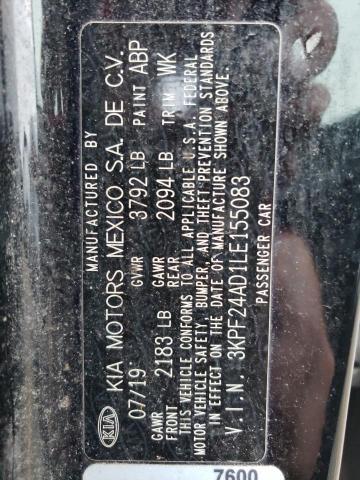 MANUFACTURED BY
KIA KIA MOTORS MEXICO S.A. DE C.V.
07/19 GVWR 3792 LB PAINT ABP
GAWR FRONT 2183 LB GAWR REAR 2094 LB TRIM WK
THIS VEHICLE CONFORMS TO ALL APPLICABLE U.S.A. FEDERAL
MOTOR VEHICLE SAFETY, BUMPER, AND THEFT PREVENTION STANDARDS
IN EFFECT ON THE DATE OF MANUFACTURE SHOWN ABOVE.
V.I.N. 3KPF24AD1LE155083
PASSENGER CAR
7600